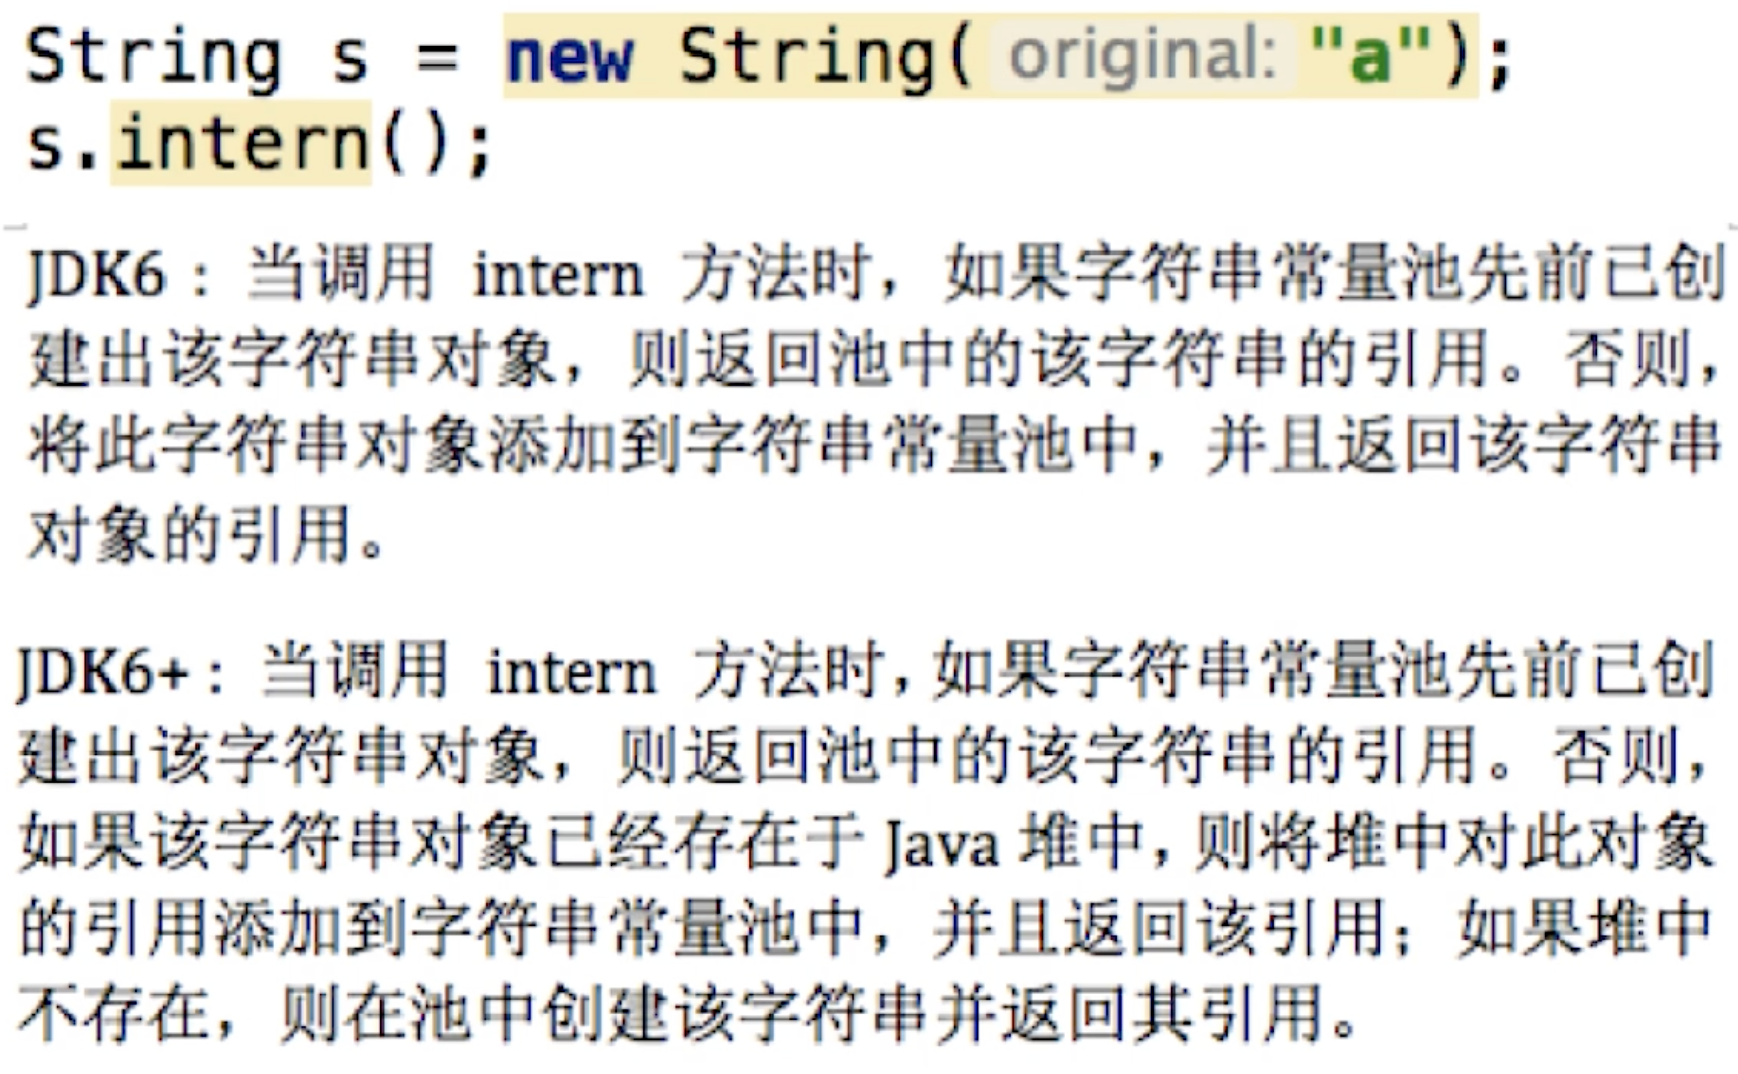 String s = new String( original: "a");
s.intern();
JDK6 : 当调用 intern 方法时，如果字符串常量池先前已创
建出该字符串对象，则返回池中的该字符串的引用。否则，
将此字符串对象添加到字符串常量池中，并且返回该字符串
对象的引用。
JDK6+ : 当调用 intern 方法时，如果字符串常量池先前已创
建出该字符串对象，则返回池中的该字符串的引用。否则，
如果该字符串对象已经存在于 Java 堆中，则将堆中对此对象
的引用添加到字符串常量池中，并且返回该引用；如果堆中
不存在，则在池中创建该字符串并返回其引用。